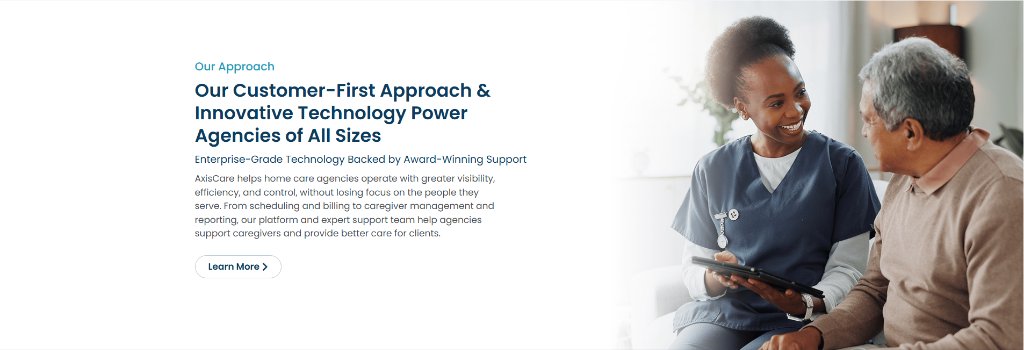 Our Approach
Our Customer-First Approach &
Innovative Technology Power
Agencies of All Sizes
Enterprise-Grade Technology Backed by Award-Winning Support
AxisCare helps home care agencies operate with greater visibility,
efficiency, and control, without losing focus on the people they
serve. From scheduling and billing to caregiver management and
reporting, our platform and expert support team help agencies
support caregivers and provide better care for clients.
Learn More